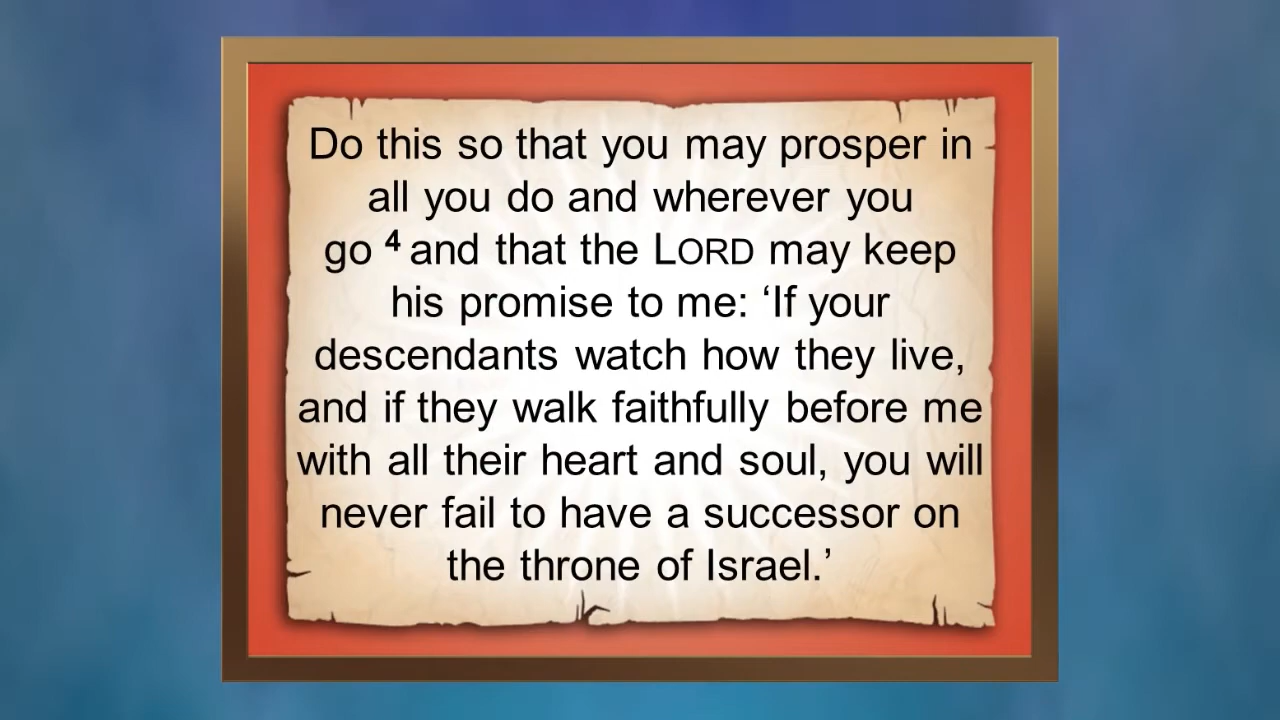 Do this so that you may prosper in
all you do and wherever you
go 4 and that the LORD may keep
his promise to me: ‘If your
descendants watch how they live,
and if they walk faithfully before me
with all their heart and soul, you will
never fail to have a successor on
the throne of Israel.’